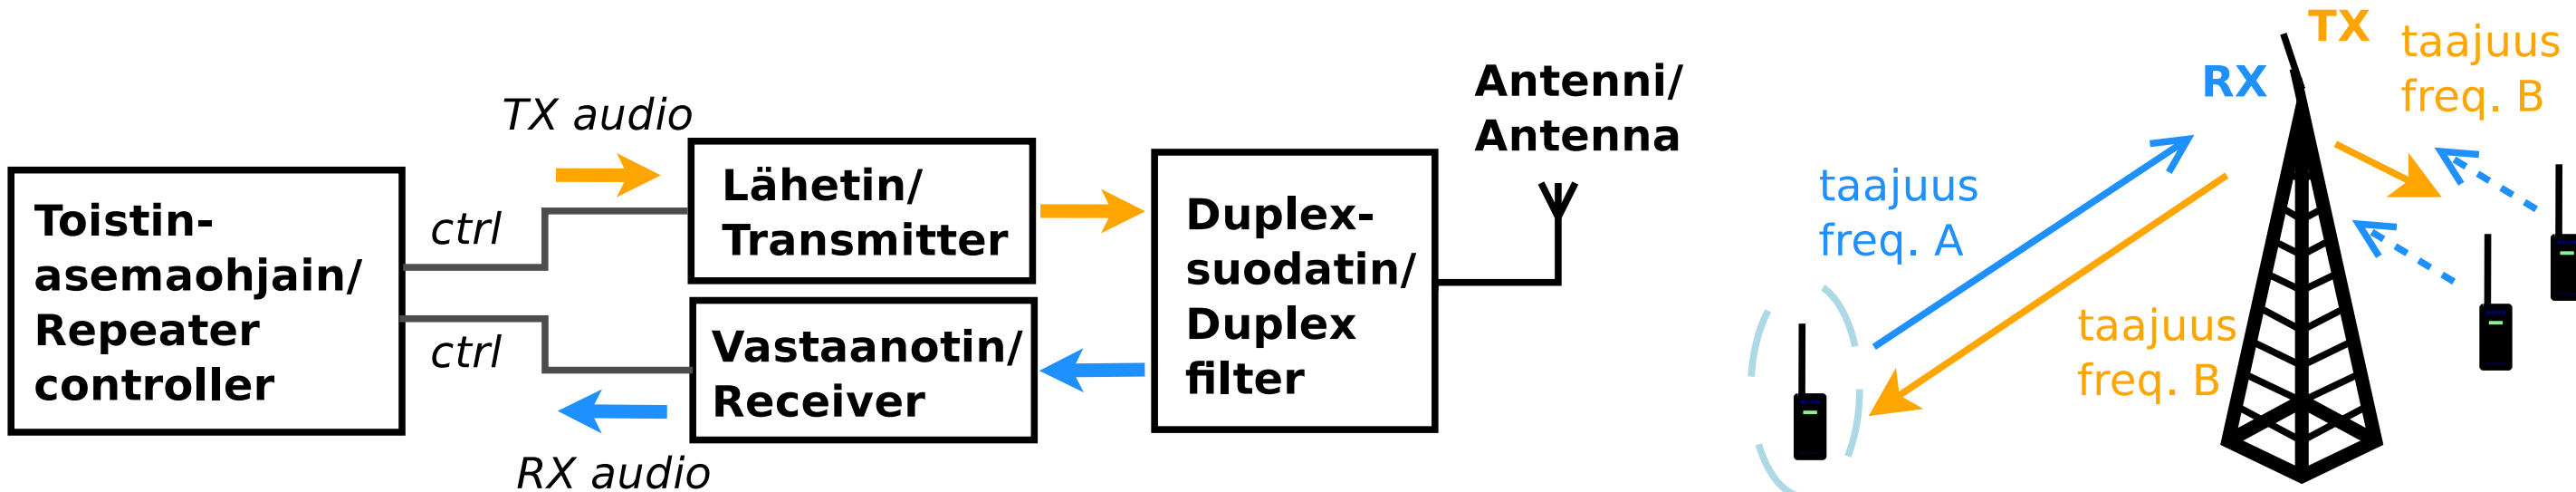 Toistin-
asemaohjain/
Repeater
controller
ctrl
ctrl
TX audio
RX audio
Lähetin/
Transmitter
Vastaanotin/
Receiver
Duplex-
suodatin/
Duplex
filter
Antenni/
Antenna
taajuus
freq. A
RX
TX
taajuus
freq. B
taajuus
freq. B